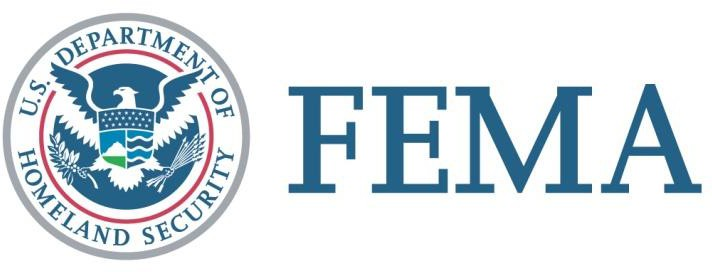 U.S. DEPARTMENT OF
HOMELAND SECURITY
FEMA